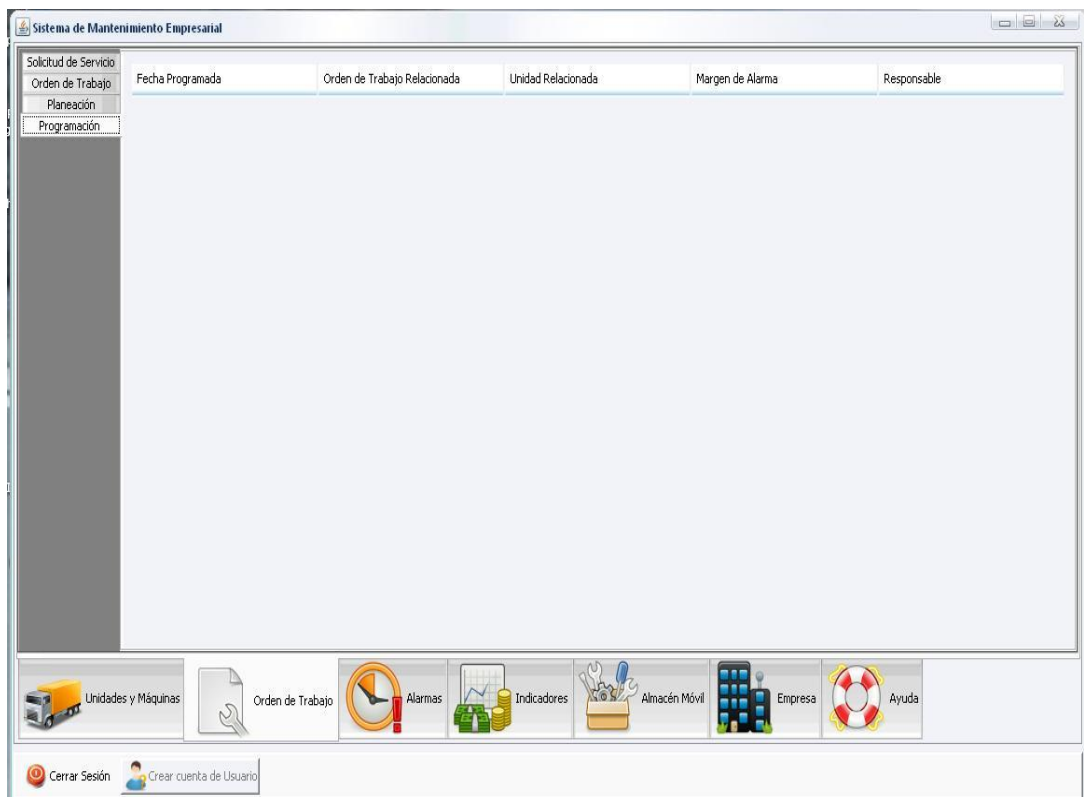 Sistema de Mantenimiento Empresarial
Solicitud de Servicio
Orden de Trabajo
Planeación
Programación
Fecha Programada Orden de Trabajo Relacionada Unidad Relacionada Margen de Alarma Responsable
Unidades y Máquinas Orden de Trabajo Alarmas Indicadores Almacén Móvil Empresa Ayuda
Cerrar Sesión Crear cuenta de Usuario